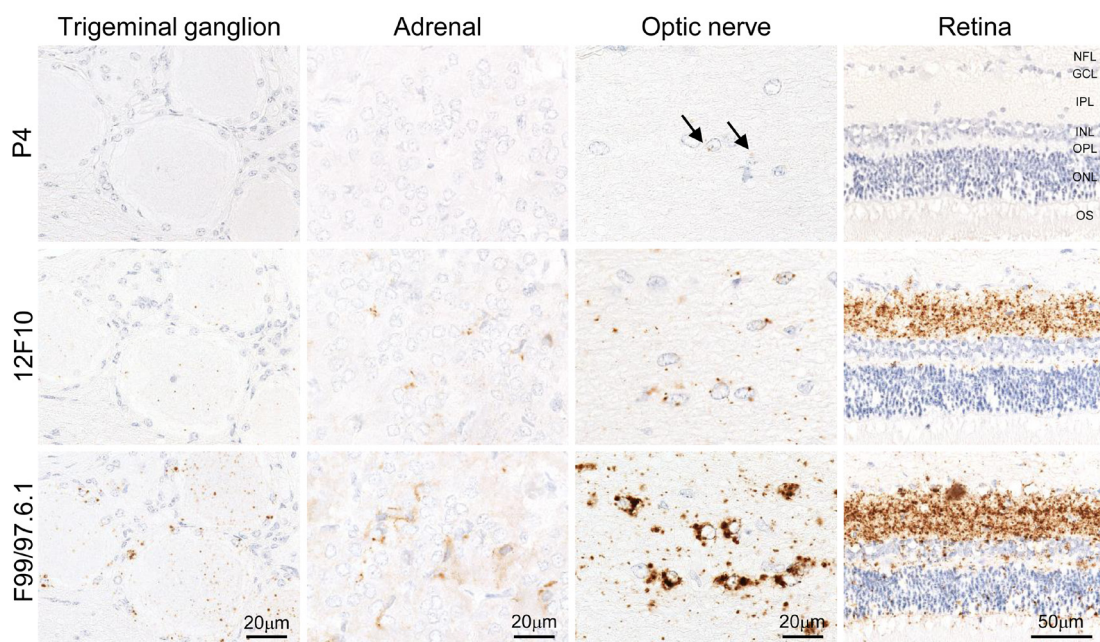 Trigeminal ganglion Adrenal Optic nerve Retina
P4
NFL
GCL
IPL
INL
OPL
ONL
OS
12F10
F99/97.6.1
20μm 20μm 20μm 50μm